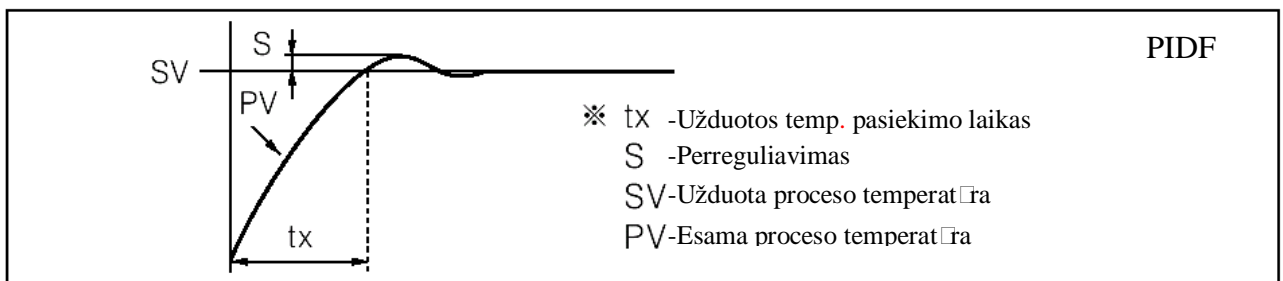 PIDF
S
SV
PV
tx
※ tx -Užduotos temp. pasiekimo laikas
S -Perreguliavimas
SV-Užduota proceso temperat□ra
PV-Esama proceso temperat□ra